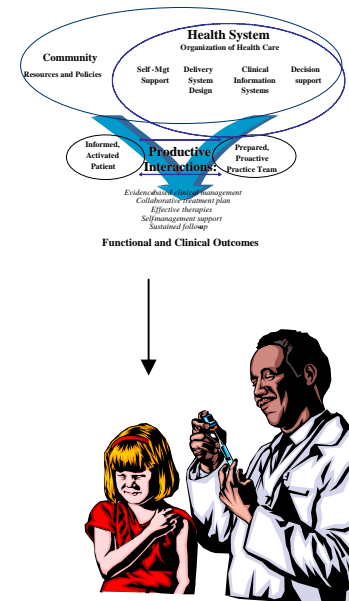 Health System
Organization of Health Care
Community
Resources and Policies
Self -Mgt Support
Delivery System Design
Clinical Information Systems
Decision support
Informed, Activated Patient
Productive Interactions:
Prepared, Proactive Practice Team
Evidence-based clinical management
Collaborative treatment plan
Effective therapies
Self-management support
Sustained follow-up
Functional and Clinical Outcomes